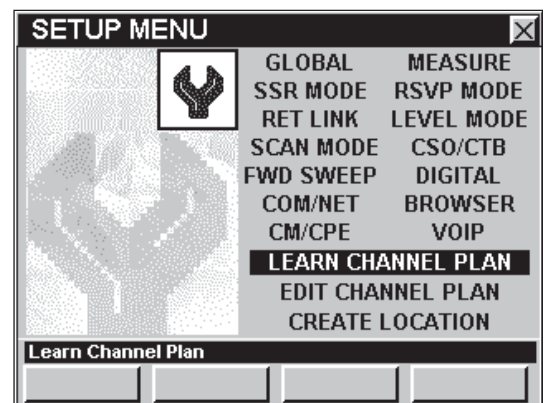 SETUP MENU
GLOBAL MEASURE
SSR MODE RSVP MODE
RET LINK LEVEL MODE
SCAN MODE CSO/CTB
FWD SWEEP DIGITAL
COM/NET BROWSER
CM/CPE VOIP
LEARN CHANNEL PLAN
EDIT CHANNEL PLAN
CREATE LOCATION
Learn Channel Plan